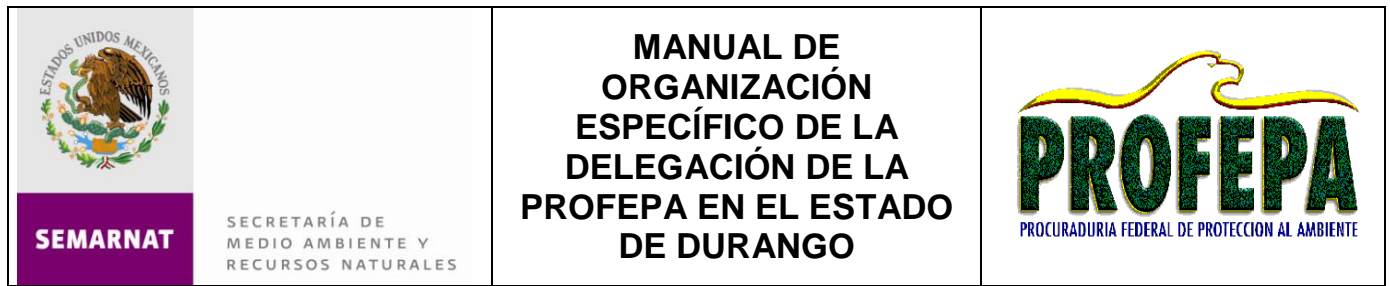 ESTADOS UNIDOS MEXICANOS
SEMARNAT
SECRETARÍA DE
MEDIO AMBIENTE Y
RECURSOS NATURALES
MANUAL DE
ORGANIZACIÓN
ESPECÍFICO DE LA
DELEGACIÓN DE LA
PROFEPA EN EL ESTADO
DE DURANGO
PROFEPA
PROCURADURIA FEDERAL DE PROTECCION AL AMBIENTE